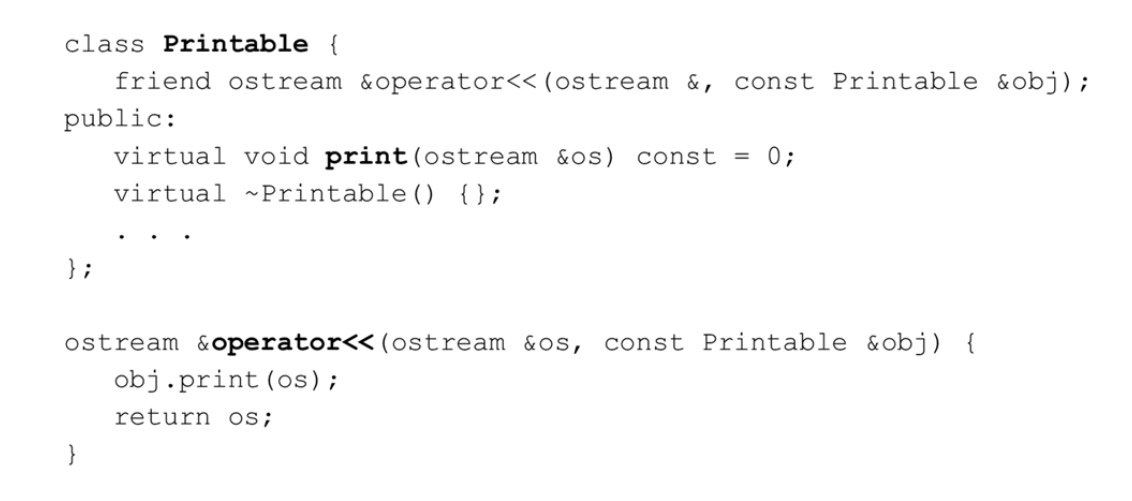 class Printable {
friend ostream &operator<<(ostream &, const Printable &obj);
public:
virtual void print(ostream &os) const = 0;
virtual ~Printable() {};
. . .
};
ostream &operator<<(ostream &os, const Printable &obj) {
obj.print(os);
return os;
}